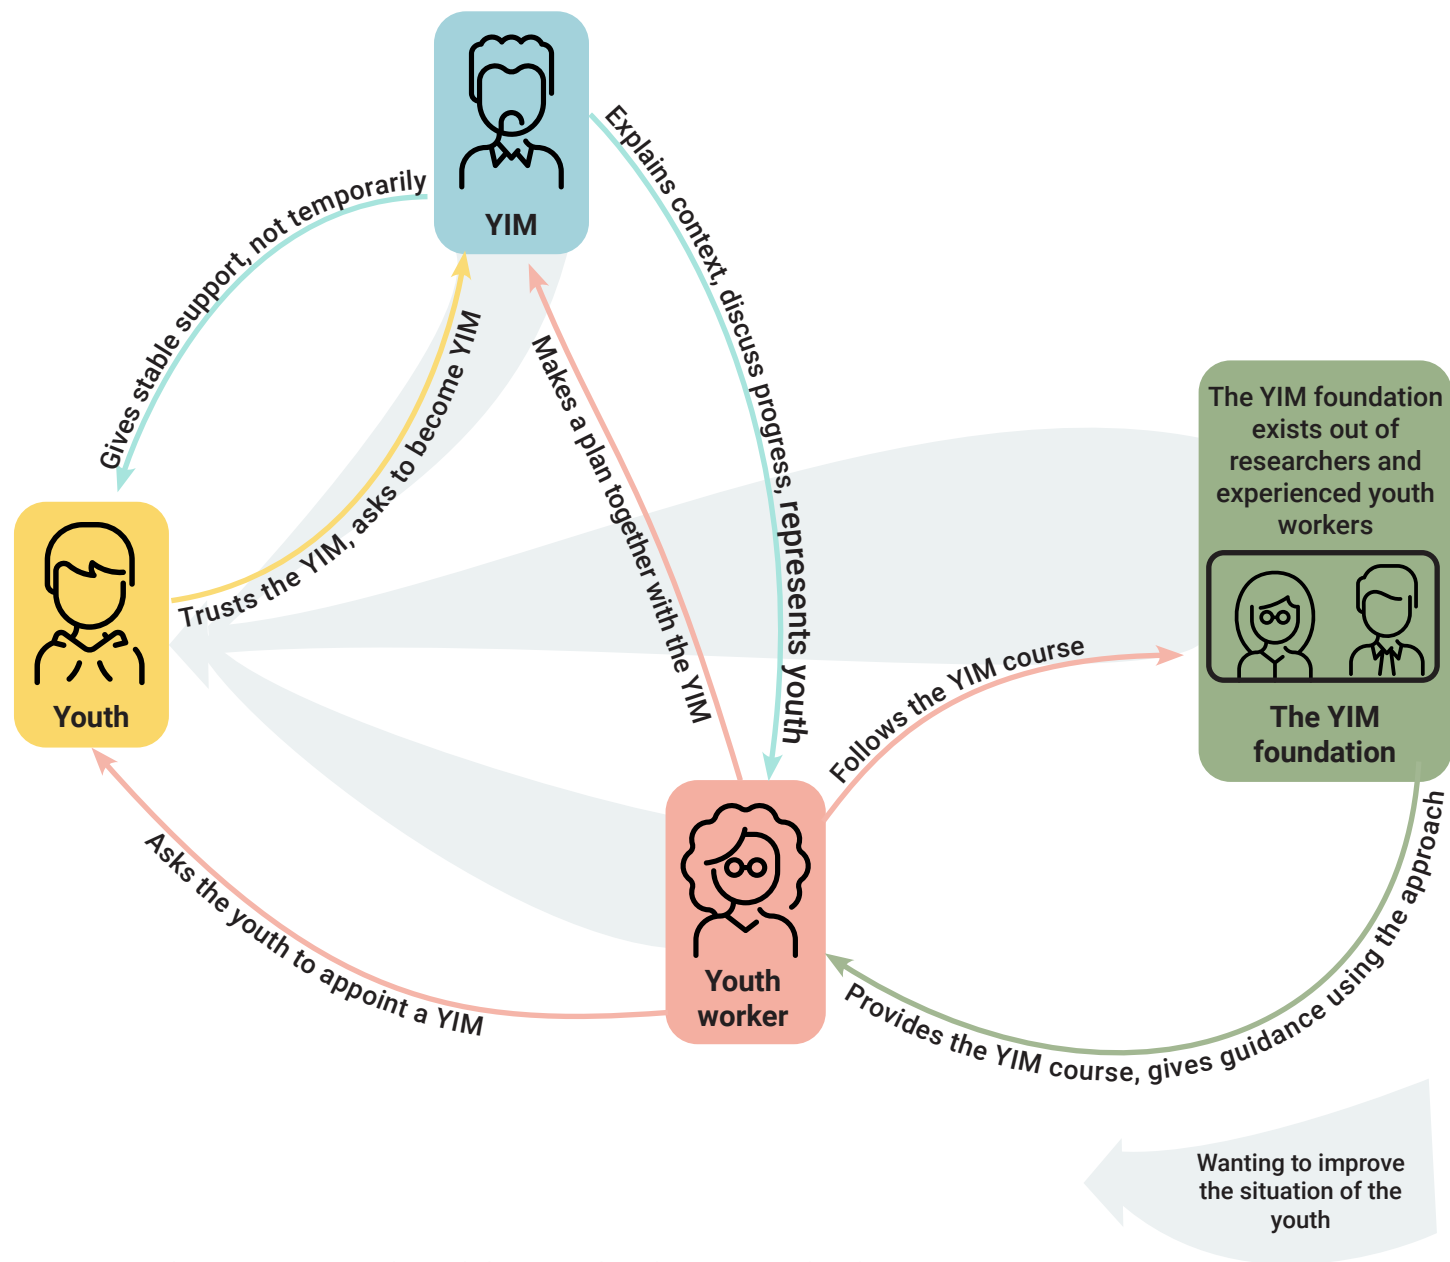 YIM
Explains context, discuss progress, represents youth
Gives stable support, not temporarily
Trusts the YIM, asks to become YIM
Makes a plan together with the YIM
The YIM foundation
exists out of
researchers and
experienced youth
workers
The YIM
foundation
Youth
Follows the YIM course
Asks the youth to appoint a YIM
Youth
worker
Provides the YIM course, gives guidance using the approach
Wanting to improve
the situation of the
youth